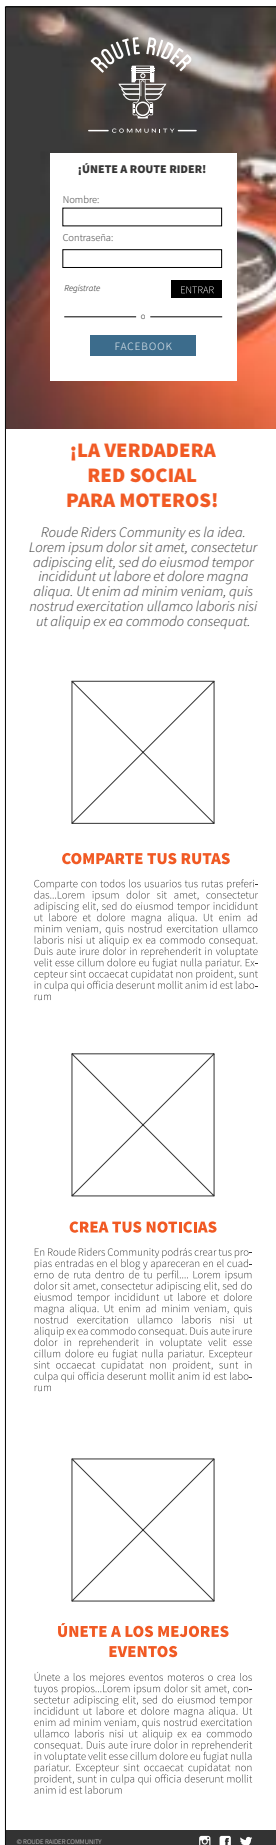 ROUTE RIDER
COMMUNITY
¡ÚNETE A ROUTE RIDER!
Nombre:
Contraseña:
Regístrate
ENTRAR
o
FACEBOOK
¡LA VERDADERA
RED SOCIAL
PARA MOTEROS!
Roude Riders Community es la idea.
Lorem ipsum dolor sit amet, consectetur
adipiscing elit, sed do eiusmod tempor
incididunt ut labore et dolore magna
aliqua. Ut enim ad minim veniam, quis
nostrud exercitation ullamco laboris nisi
ut aliquip ex ea commodo consequat.
COMPARTE TUS RUTAS
Comparte con todos los usuarios tus rutas preferi-
das...Lorem ipsum dolor sit amet, consectetur
adipiscing elit, sed do eiusmod tempor incididunt
ut labore et dolore magna aliqua. Ut enim ad
minim veniam, quis nostrud exercitation ullamco
laboris nisi ut aliquip ex ea commodo consequat.
Duis aute irure dolor in reprehenderit in voluptate
velit esse cillum dolore eu fugiat nulla pariatur. Ex-
cepteur sint occaecat cupidatat non proident, sunt
in culpa qui officia deserunt mollit anim id est labo-
rum
CREA TUS NOTICIAS
En Roude Riders Community podrás crear tus pro-
pias entradas en el blog y apareceran en el cuad-
erno de ruta dentro de tu perfil.... Lorem ipsum
dolor sit amet, consectetur adipiscing elit, sed do
eiusmod tempor incididunt ut labore et dolore
magna aliqua. Ut enim ad minim veniam, quis
nostrud exercitation ullamco laboris nisi ut
aliquip ex ea commodo consequat. Duis aute irure
dolor in reprehenderit in voluptate velit esse
cillum dolore eu fugiat nulla pariatur. Excepteur
sint occaecat cupidatat non proident, sunt in
culpa qui officia deserunt mollit anim id est labo-
rum
ÚNETE A LOS MEJORES
EVENTOS
Únete a los mejores eventos moteros o crea los
tuyos propios...Lorem ipsum dolor sit amet, con-
sectetur adipiscing elit, sed do eiusmod tempor
incididunt ut labore et dolore magna aliqua. Ut
enim ad minim veniam, quis nostrud exercitation
ullamco laboris nisi ut aliquip ex ea commodo
consequat. Duis aute irure dolor in reprehenderit
in voluptate velit esse cillum dolore eu fugiat nulla
pariatur. Excepteur sint occaecat cupidatat non
proident, sunt in culpa qui officia deserunt mollit
anim id est laborum
© ROUDE RAIDER COMMUNITY